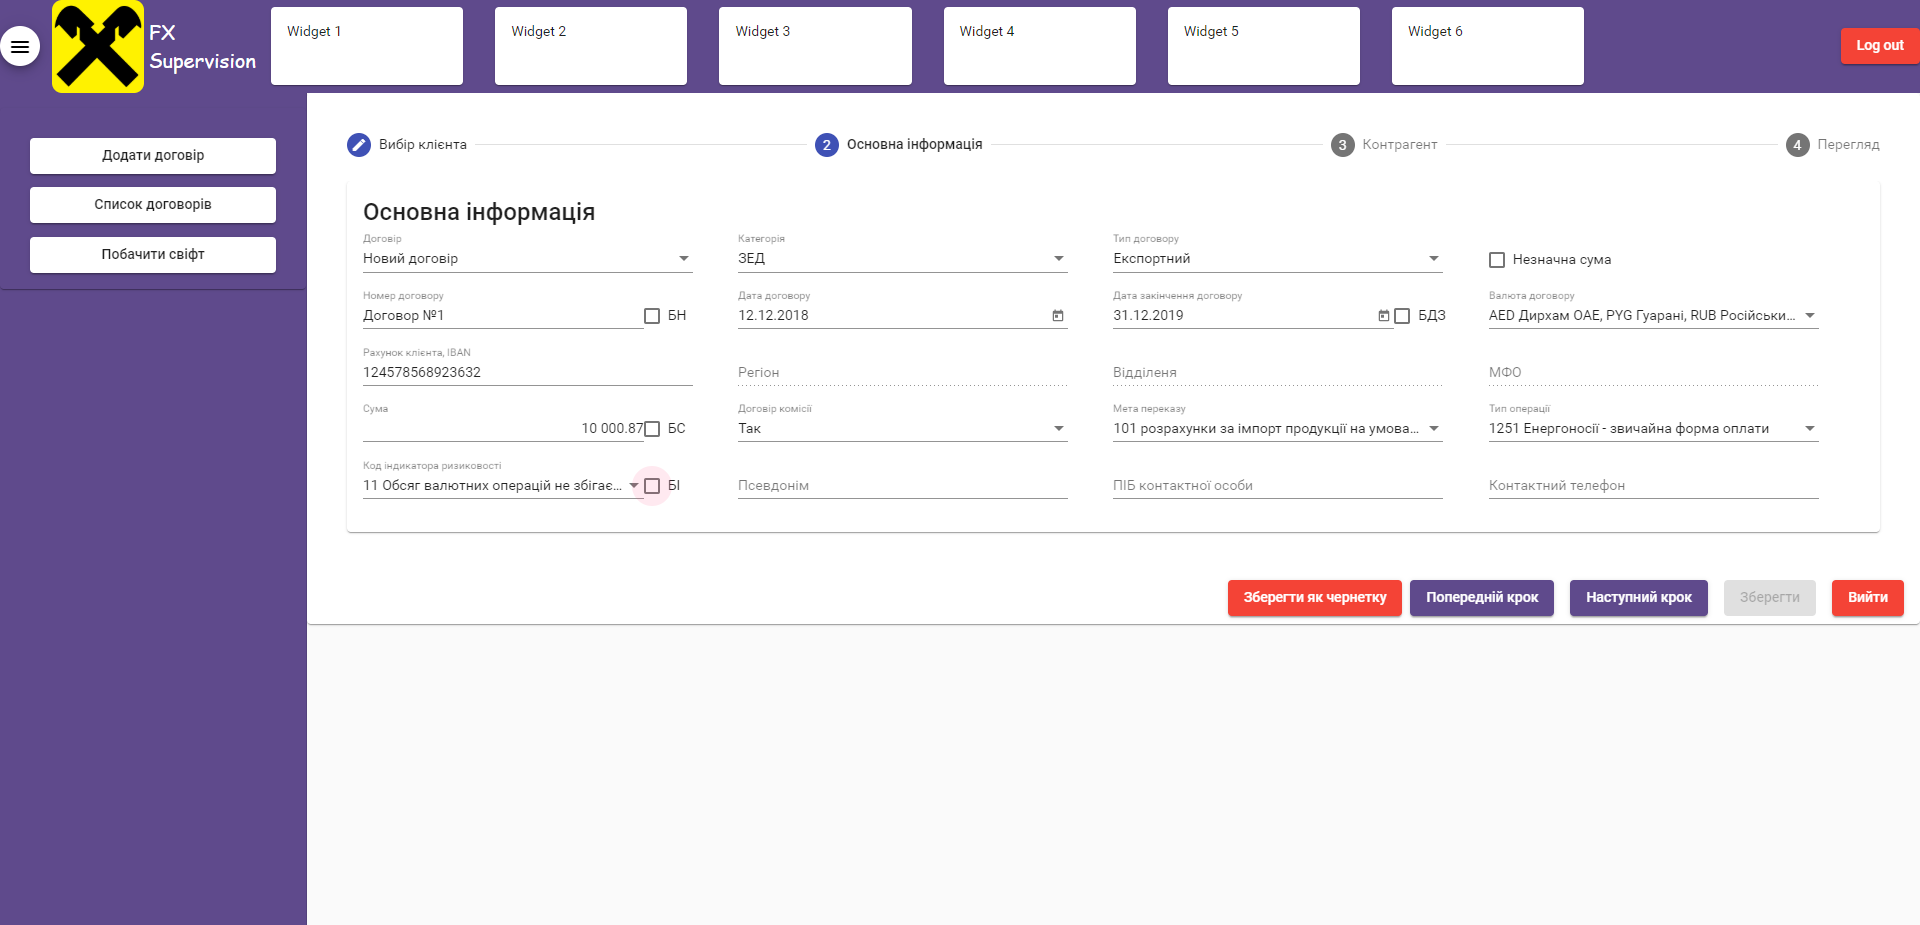 FX
Supervision
Widget 1
Widget 2
Widget 3
Widget 4
Widget 5
Widget 6
Log out
Додати договір
Список договорів
Побачити свіфт
Вибір клієнта
2 Основна інформація
3 Контрагент
4 Перегляд
Основна інформація
Договір
Новий договір
Категорія
ЗЕД
Тип договору
Експортний
Незначна сума
Номер договору
Договор №1
БН
Дата договору
12.12.2018
Дата закінчення договору
31.12.2019
БДЗ
Валюта договору
AED Дирхам ОАЕ, PYG Гуарані, RUB Російськи...
Рахунок клієнта, IBAN
124578568923632
Регіон
Відділеня
МФО
Сума
10 000.87
БС
Договір комісії
Так
Мета переказу
101 розрахунки за імпорт продукції на умова...
Тип операції
1251 Енергоносії - звичайна форма оплати
Код індикатора ризиковості
11 Обсяг валютних операцій не збігає...
БІ
Псевдонім
ПІБ контактної особи
Контактний телефон
Зберегти як чернетку
Попередній крок
Наступний крок
Зберегти
Вийти